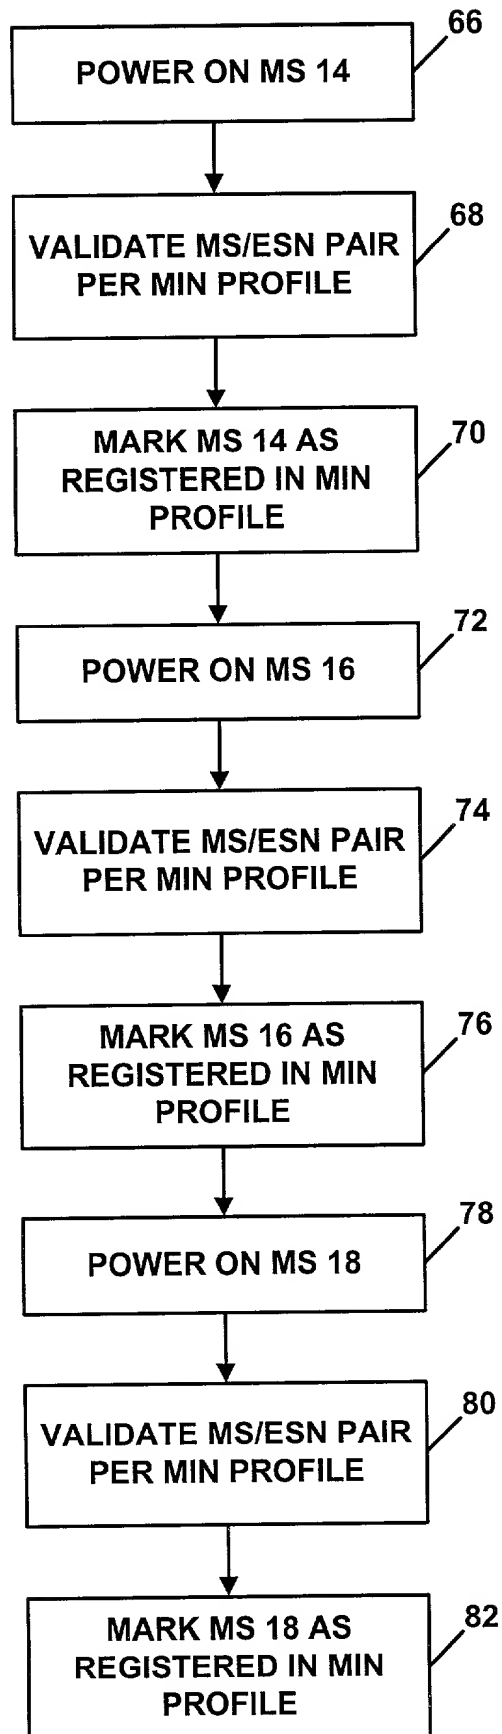 66
POWER ON MS 14
68
VALIDATE MS/ESN PAIR
PER MIN PROFILE
70
MARK MS 14 AS
REGISTERED IN MIN
PROFILE
72
POWER ON MS 16
74
VALIDATE MS/ESN PAIR
PER MIN PROFILE
76
MARK MS 16 AS
REGISTERED IN MIN
PROFILE
78
POWER ON MS 18
80
VALIDATE MS/ESN PAIR
PER MIN PROFILE
82
MARK MS 18 AS
REGISTERED IN MIN
PROFILE